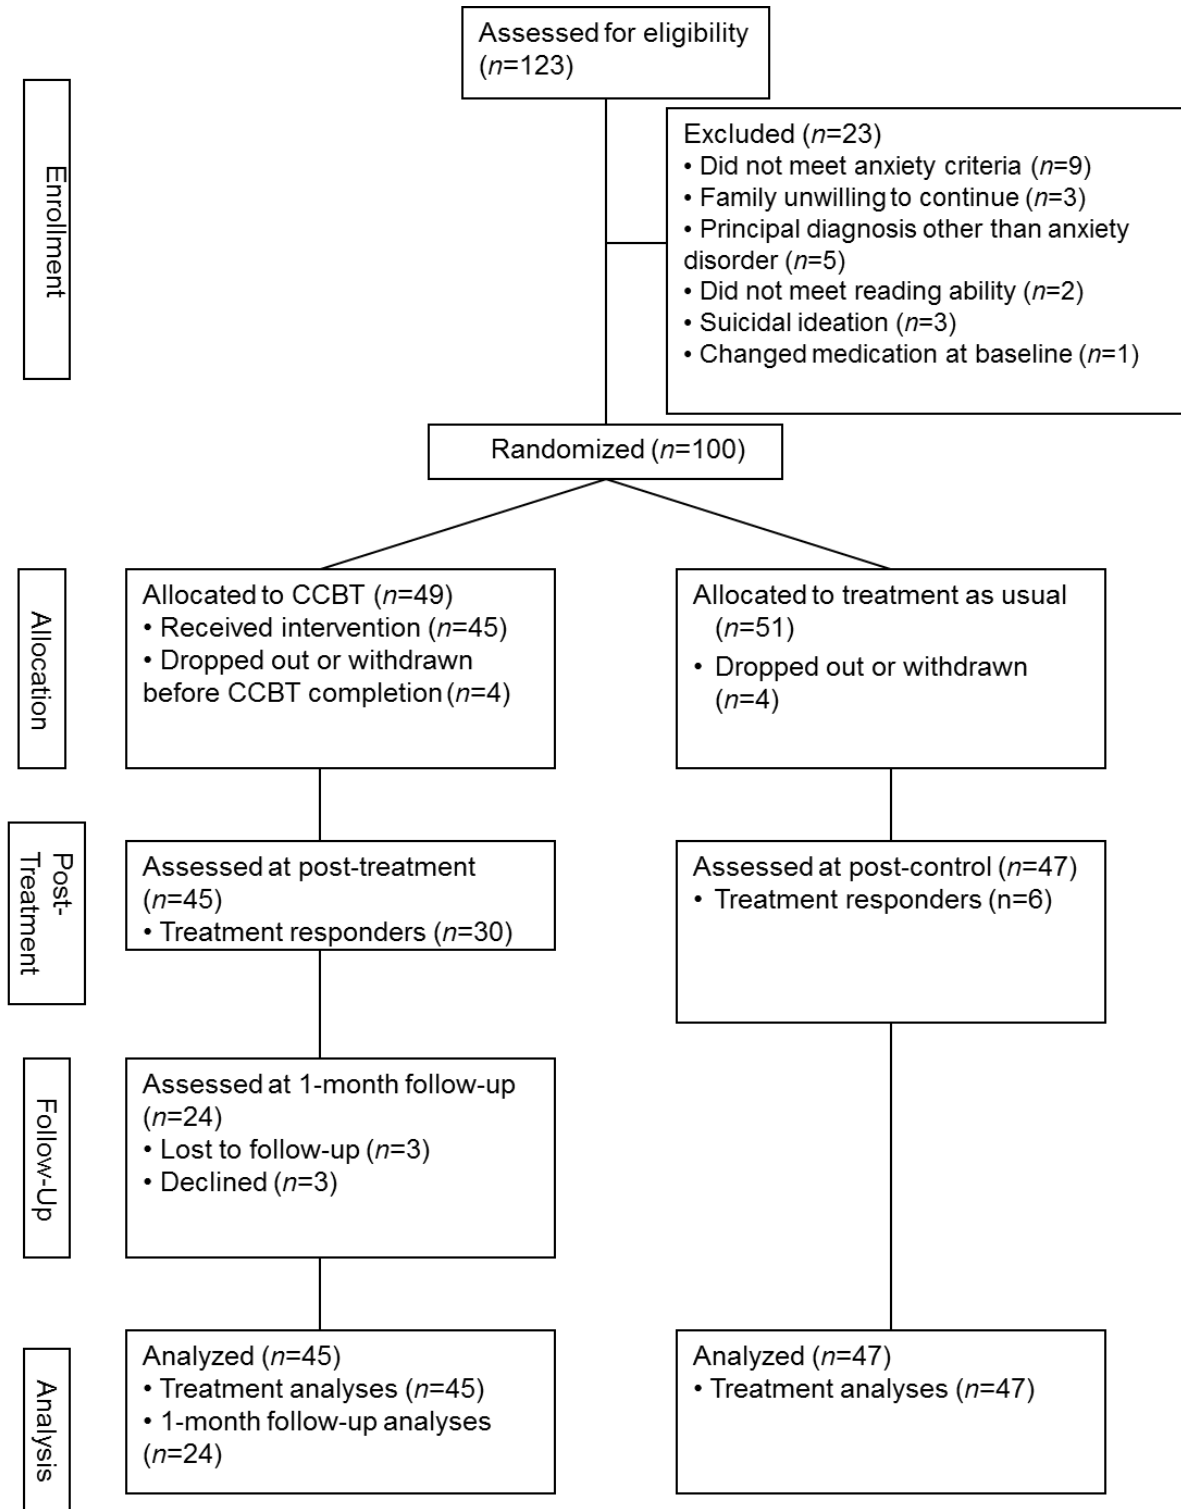 Assessed for eligibility
(n=123)
Enrollment
Excluded (n=23)
• Did not meet anxiety criteria (n=9)
• Family unwilling to continue (n=3)
• Principal diagnosis other than anxiety
disorder (n=5)
• Did not meet reading ability (n=2)
• Suicidal ideation (n=3)
• Changed medication at baseline (n=1)
Randomized (n=100)
Allocation
Allocated to CCBT (n=49)
• Received intervention (n=45)
• Dropped out or withdrawn
before CCBT completion (n=4)
Allocated to treatment as usual
(n=51)
• Dropped out or withdrawn
(n=4)
Post-
Treatment
Assessed at post-treatment
(n=45)
• Treatment responders (n=30)
Assessed at post-control (n=47)
• Treatment responders (n=6)
Follow-Up
Assessed at 1-month follow-up
(n=24)
• Lost to follow-up (n=3)
• Declined (n=3)
Analysis
Analyzed (n=45)
• Treatment analyses (n=45)
• 1-month follow-up analyses
(n=24)
Analyzed (n=47)
• Treatment analyses (n=47)